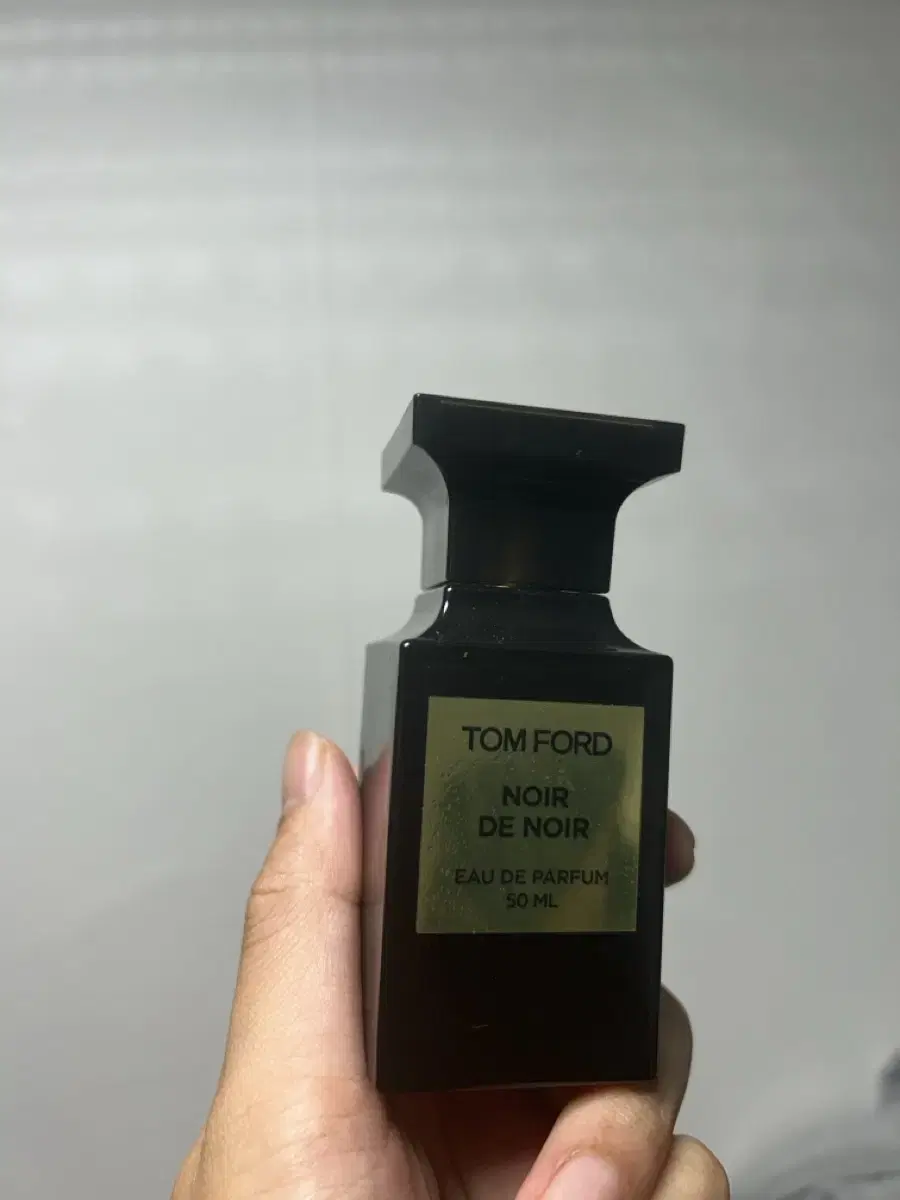 TOM FORD
NOIR
DE NOIR
EAU DE PARFUM
50 ML